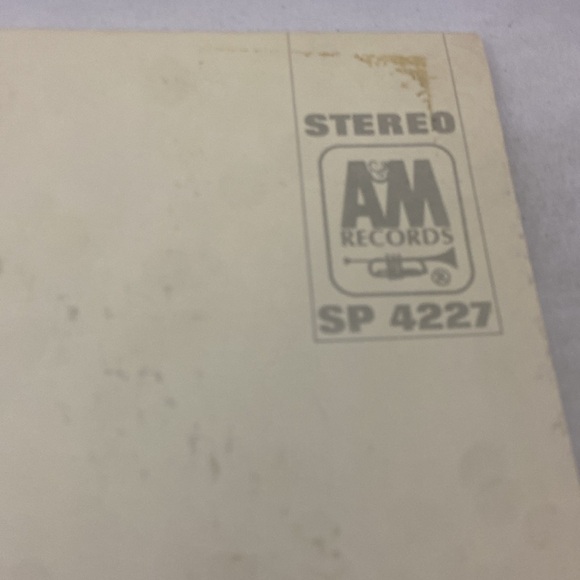 STEREO
A&M
RECORDS
®
SP 4227